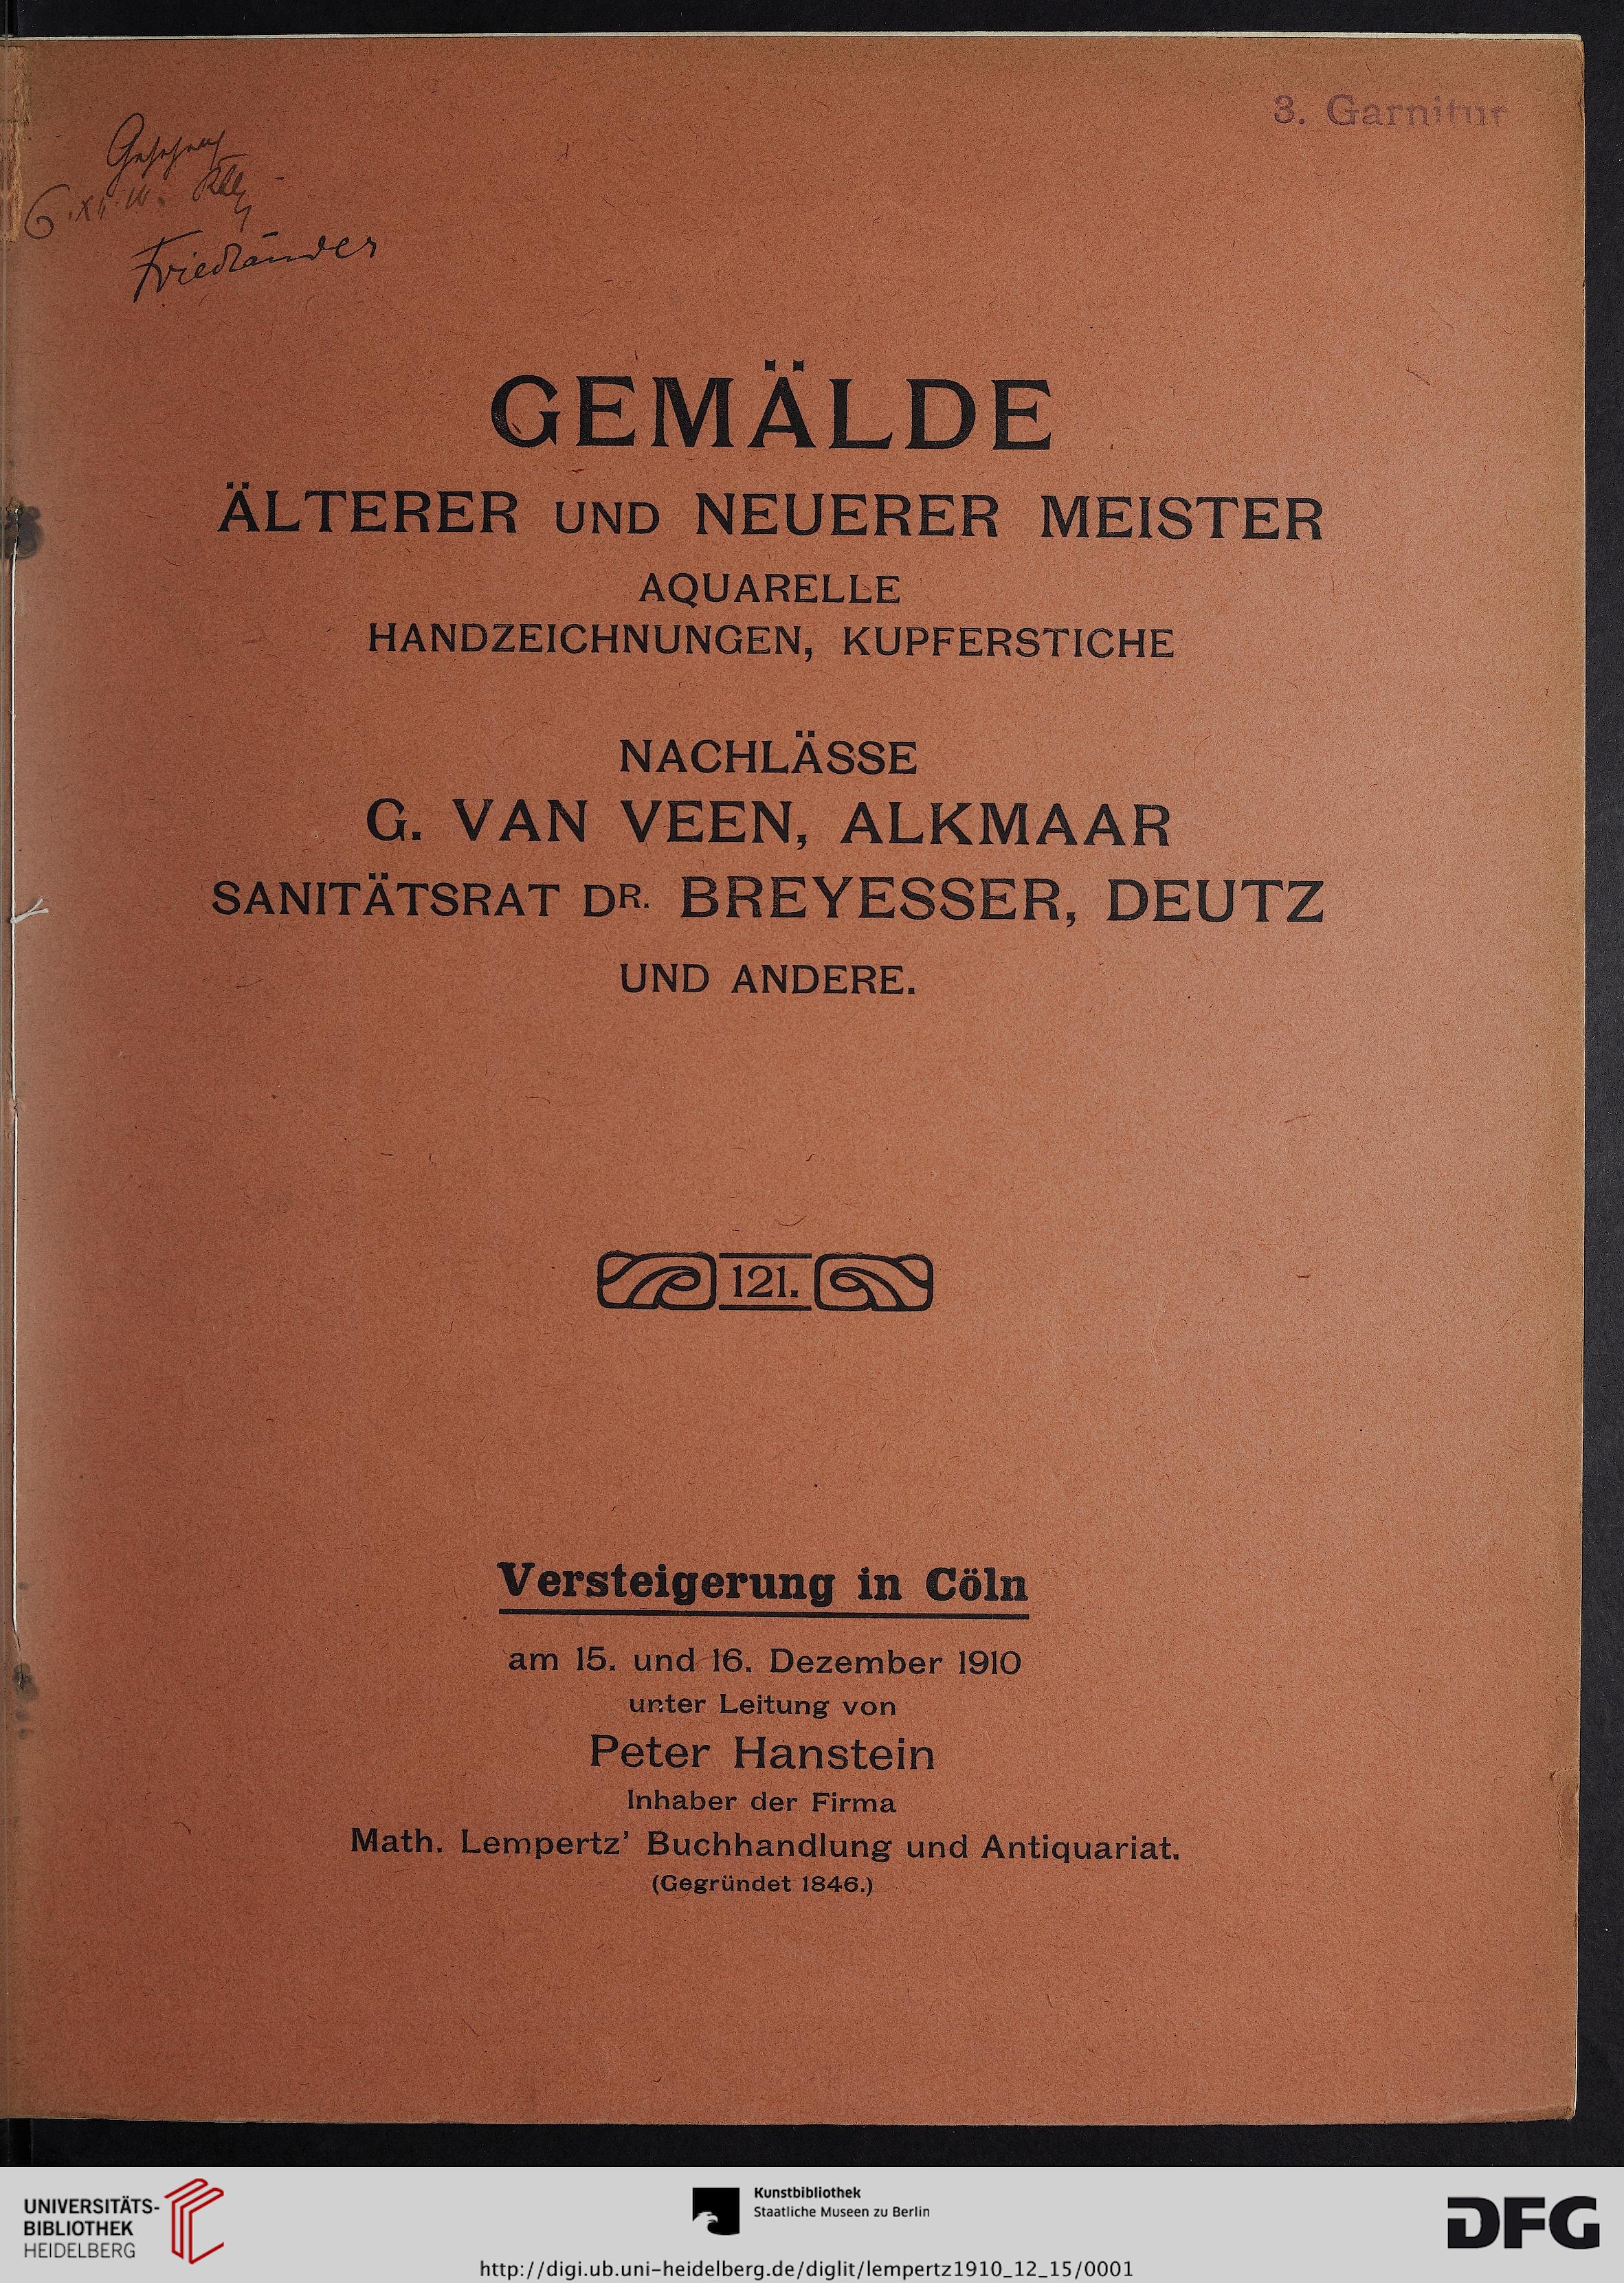 3. Garnitur
Friedländer
GEMÄLDE
ÄLTERER UND NEUERER MEISTER
AQUARELLE
HANDZEICHNUNGEN, KUPFERSTICHE
NACHLÄSSE
G. VAN VEEN, ALKMAAR
SANITÄTSRAT DR. BREYESSER, DEUTZ
UND ANDERE.
121.
Versteigerung in Cöln
am 15. und 16. Dezember 1910
unter Leitung von
Peter Hanstein
Inhaber der Firma
Math. Lempertz' Buchhandlung und Antiquariat.
(Gegründet 1846.)
UNIVERSITÄTS-
BIBLIOTHEK
HEIDELBERG
Kunstbibliothek
Staatliche Museen zu Berlin
DFG
http://digi.ub.uni-heidelberg.de/diglit/lempertz1910_12_15/0001